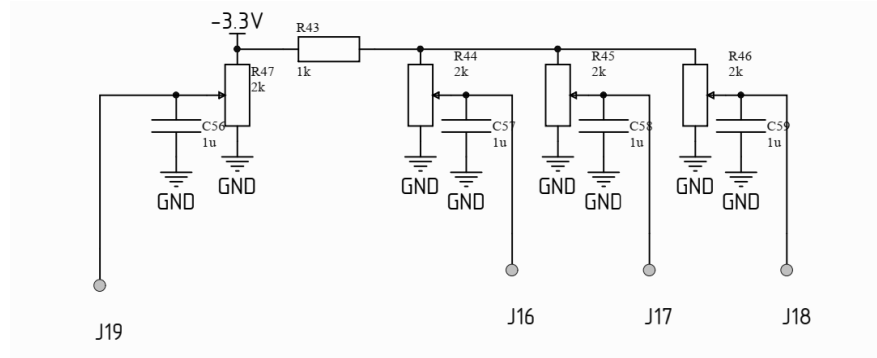 -3.3V
R43
1k
R47
2k
R44
2k
R45
2k
R46
2k
C56
1u
C57
1u
C58
1u
C59
1u
GND
GND
GND
GND
GND
GND
GND
GND
J19
J16
J17
J18